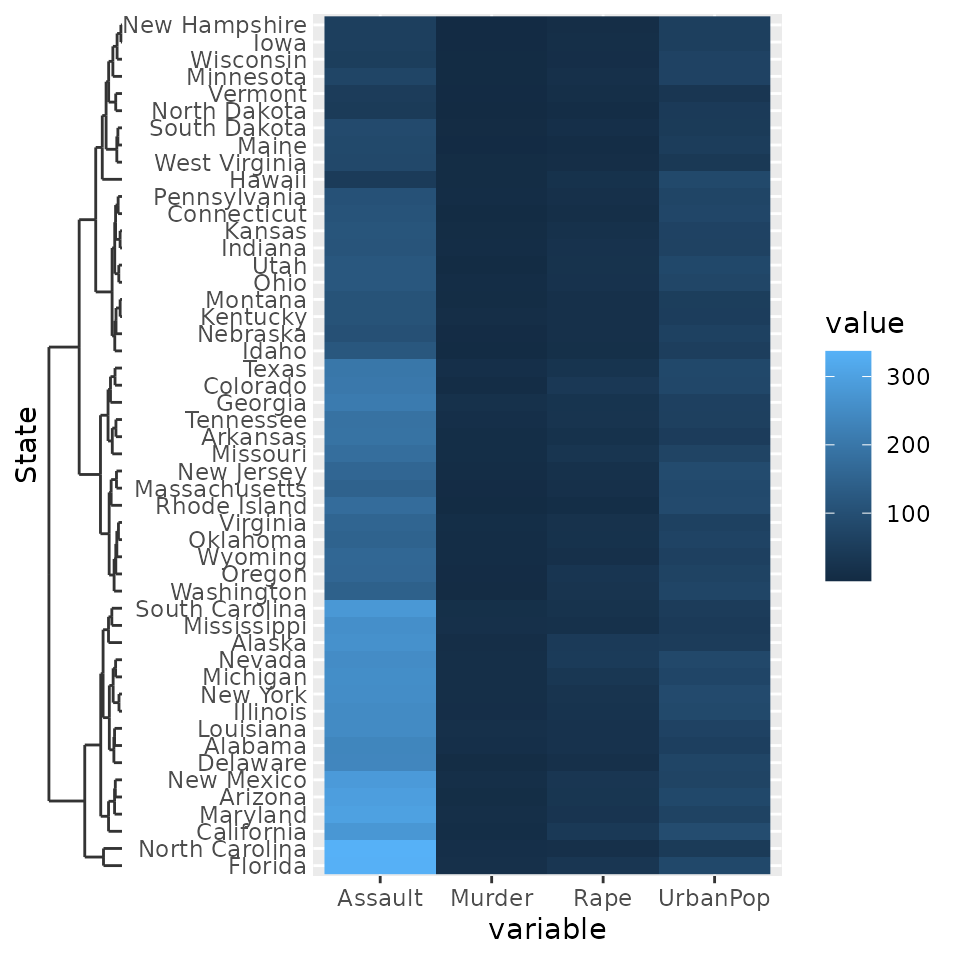 New Hampshire
Iowa
Wisconsin
Minnesota
Vermont
North Dakota
South Dakota
Maine
West Virginia
Hawaii
Pennsylvania
Connecticut
Kansas
Indiana
Utah
Ohio
Montana
Kentucky
Nebraska
Idaho
Texas
Colorado
Georgia
Tennessee
Arkansas
Missouri
New Jersey
Massachusetts
Rhode Island
Virginia
Oklahoma
Wyoming
Oregon
Washington
South Carolina
Mississippi
Alaska
Nevada
Michigan
New York
Illinois
Louisiana
Alabama
Delaware
New Mexico
Arizona
Maryland
California
North Carolina
Florida
State
Assault Murder Rape UrbanPop
variable
value
300
200
100